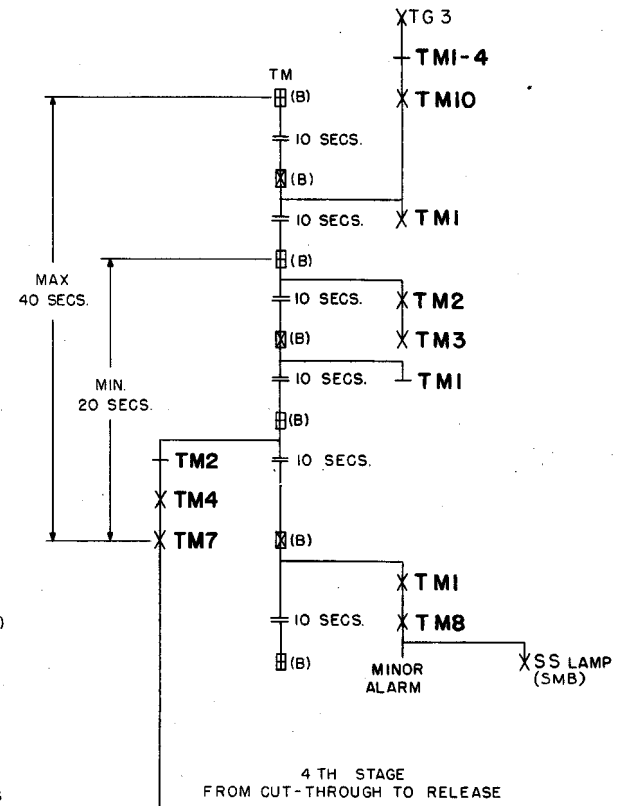 TG 3
TM1-4
TM
(B)
TM10
10 SECS.
(B)
10 SECS.
TM1
(B)
MAX
40 SECS.
10 SECS.
TM2
(B)
TM3
10 SECS.
TM1
MIN.
20 SECS.
(B)
TM2
10 SECS.
TM4
TM7
(B)
TM1
)
10 SECS.
TM8
(B)
MINOR
ALARM
SS LAMP
(SMB)
4 TH STAGE
FROM CUT-THROUGH TO RELEASE